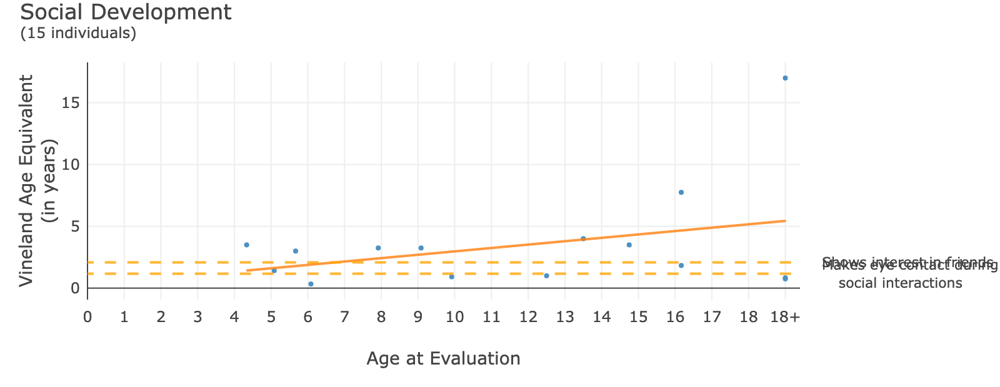 Social Development
(15 individuals)
Vineland Age Equivalent
(in years)
15
10
5
0
0 1 2 3 4 5 6 7 8 9 10 11 12 13 14 15 16 17 18 18+
Age at Evaluation
Shows interest in friends
Makes eye contact during
social interactions